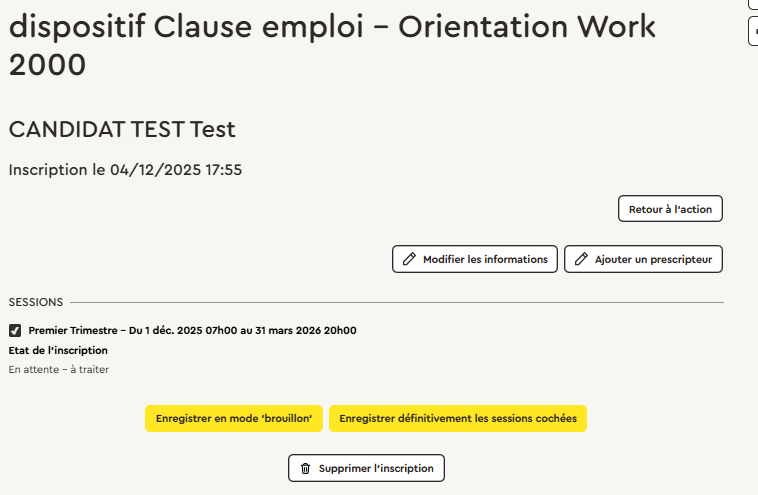 dispositif Clause emploi – Orientation Work
2000
CANDIDAT TEST Test
Inscription le 04/12/2025 17:55
Retour à l'action
Modifier les informations
Ajouter un prescripteur
SESSIONS
Premier Trimestre – Du 1 déc. 2025 07h00 au 31 mars 2026 20h00
Etat de l'inscription
En attente – à traiter
Enregistrer en mode 'brouillon'
Enregistrer définitivement les sessions cochées
Supprimer l'inscription